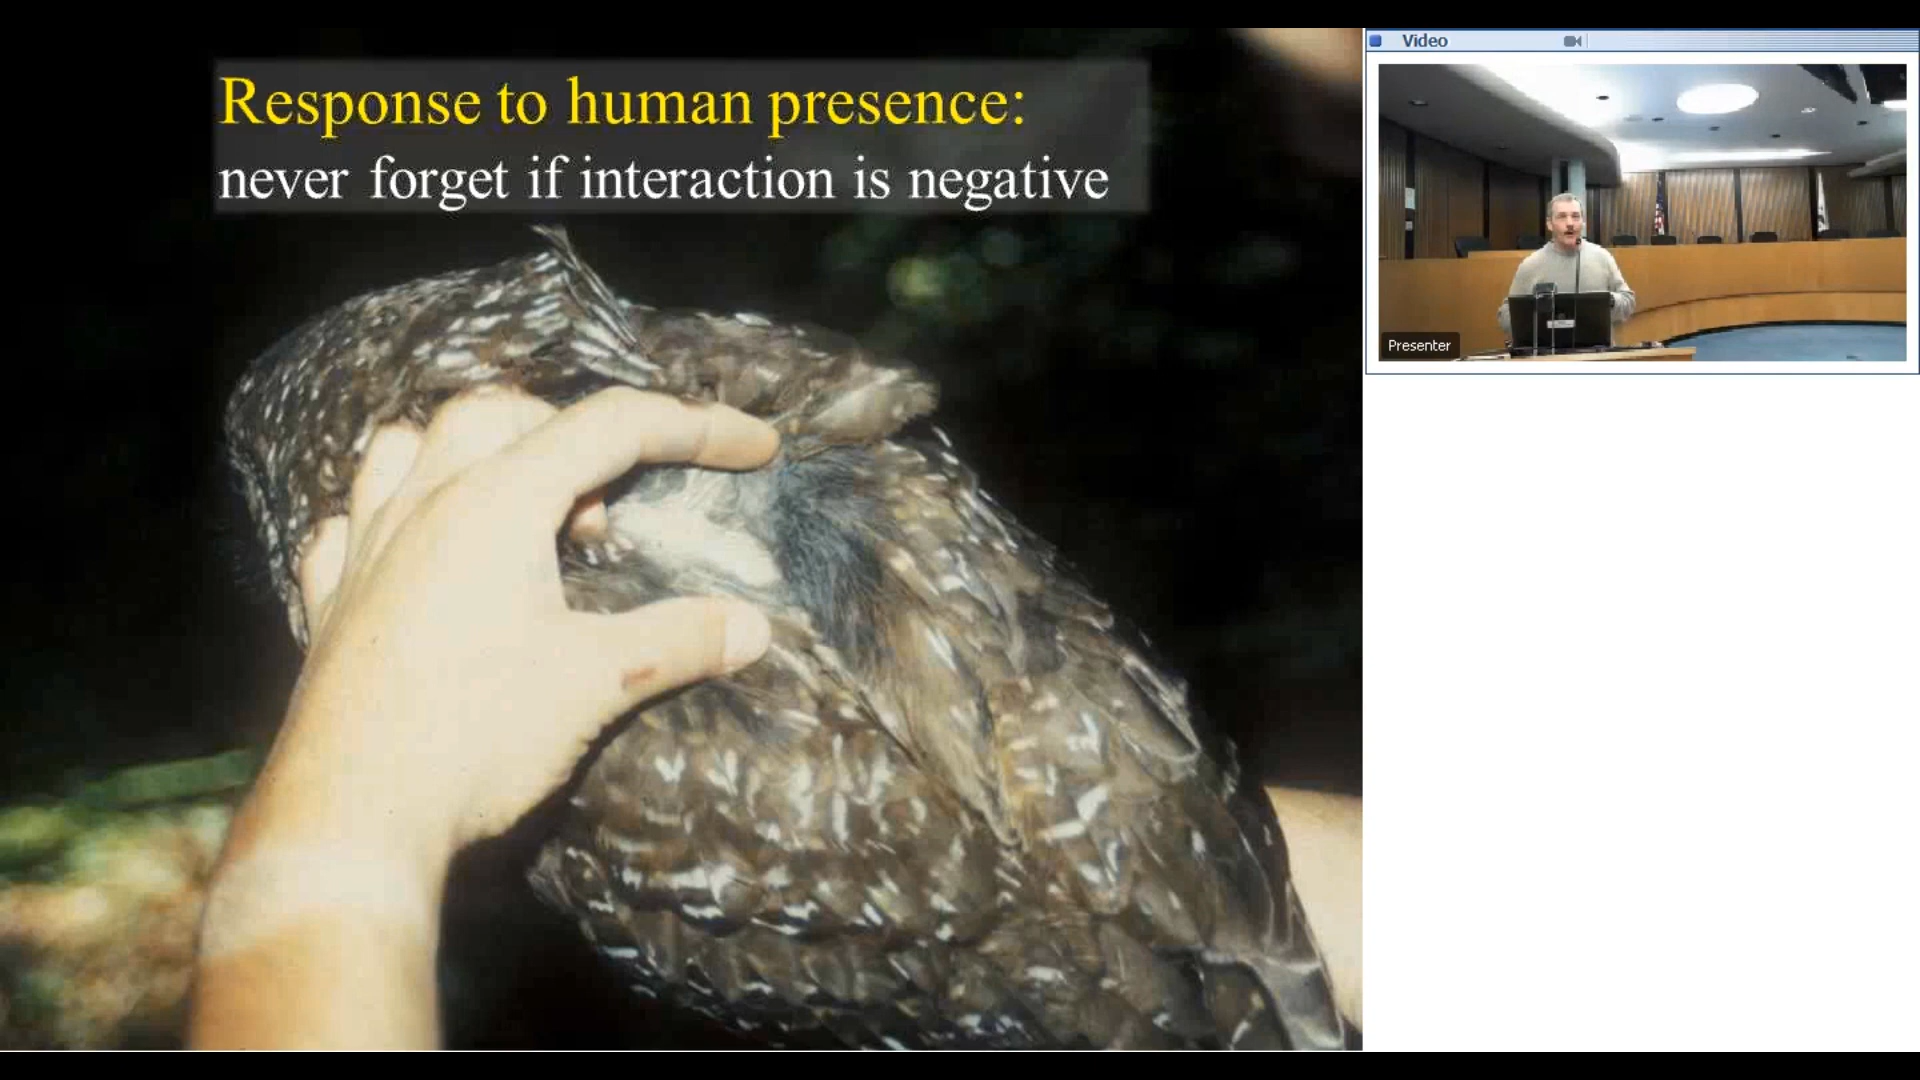 Response to human presence:
never forget if interaction is negative
Video
Presenter